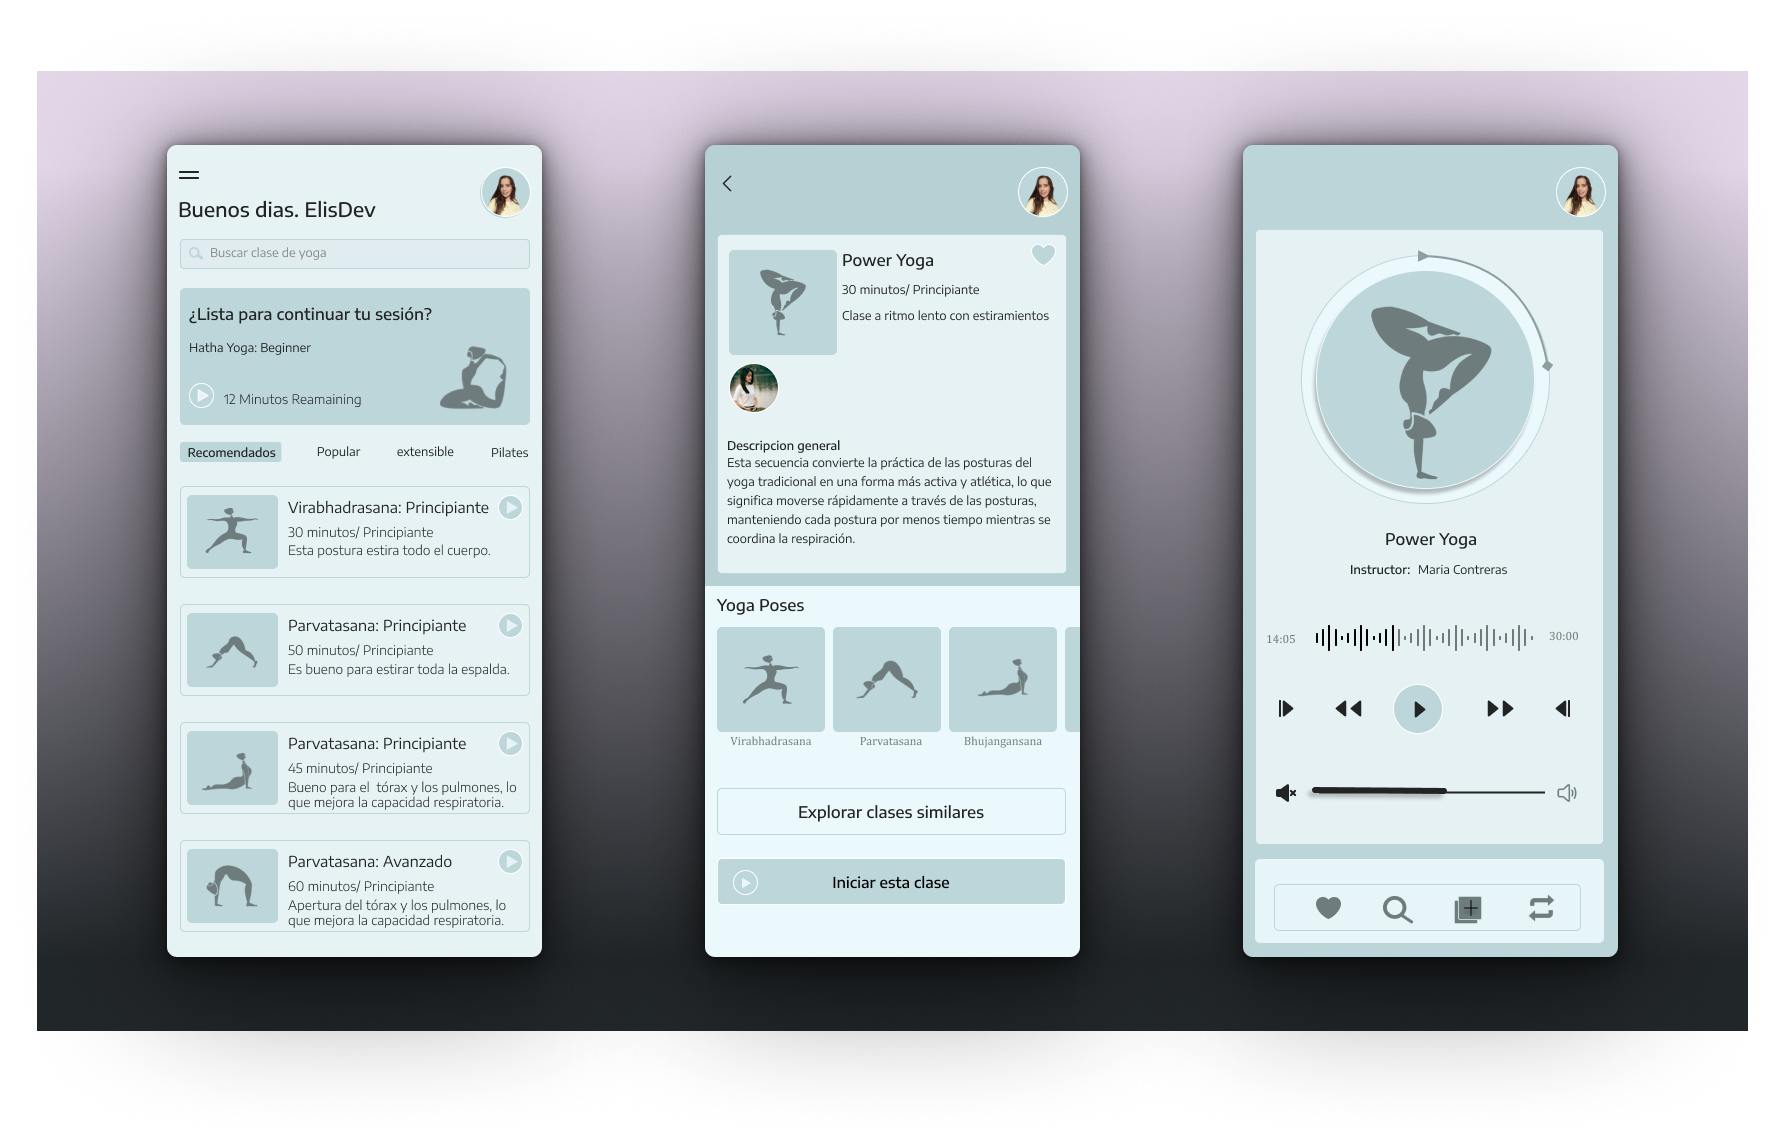 Buenos dias. ElisDev
Buscar clase de yoga
¿Lista para continuar tu sesión?
Hatha Yoga: Beginner
12 Minutos Reamaining
Recomendados
Popular
extensible
Pilates
Virabhadrasana: Principiante
30 minutos/ Principiante
Esta postura estira todo el cuerpo.
Parvatasana: Principiante
50 minutos/ Principiante
Es bueno para estirar toda la espalda.
Parvatasana: Principiante
45 minutos/ Principiante
Bueno para el tórax y los pulmones, lo
que mejora la capacidad respiratoria.
Parvatasana: Avanzado
60 minutos/ Principiante
Apertura del tórax y los pulmones, lo
que mejora la capacidad respiratoria.
Power Yoga
30 minutos/ Principiante
Clase a ritmo lento con estiramientos
Descripcion general
Esta secuencia convierte la práctica de las posturas del
yoga tradicional en una forma más activa y atlética, lo que
significa moverse rápidamente a través de las posturas,
manteniendo cada postura por menos tiempo mientras se
coordina la respiración.
Yoga Poses
Virabhadrasana
Parvatasana
Bhujangansana
Explorar clases similares
Iniciar esta clase
Power Yoga
Instructor: Maria Contreras
14:05
30:00